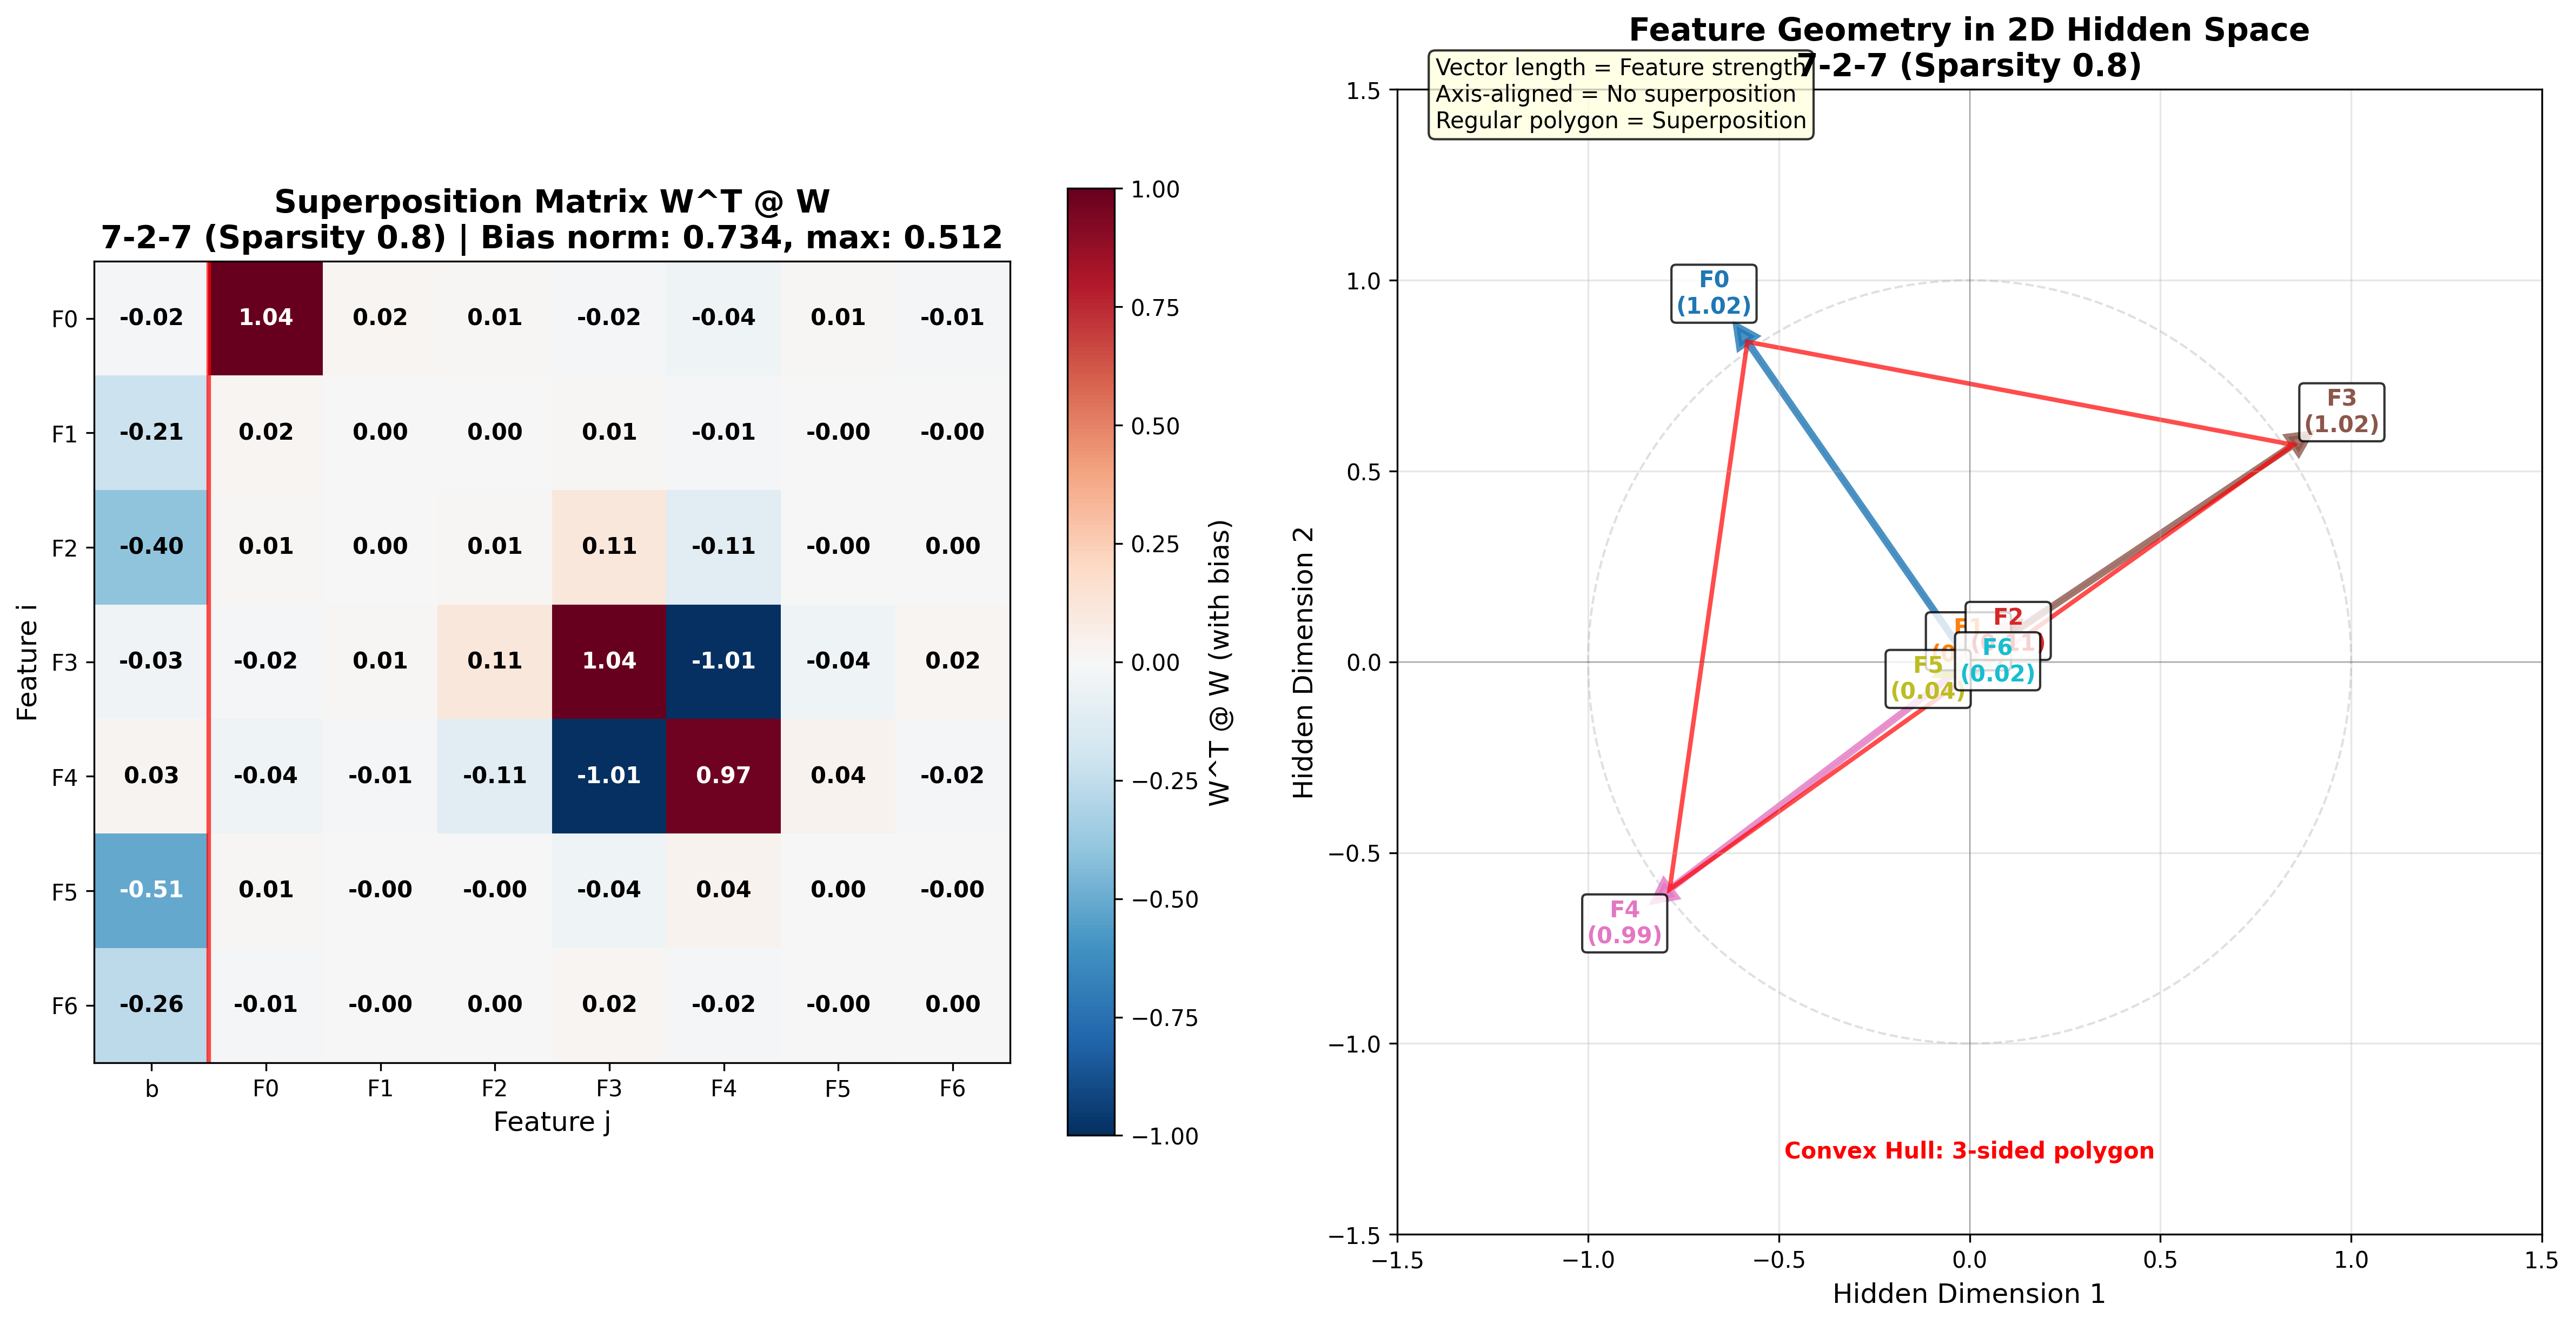 Superposition Matrix W^T @ W
7-2-7 (Sparsity 0.8) | Bias norm: 0.734, max: 0.512
Feature i
F0 -0.02 1.04 0.02 0.01 -0.02 -0.04 0.01 -0.01
F1 -0.21 0.02 0.00 0.00 0.01 -0.01 -0.00 -0.00
F2 -0.40 0.01 0.00 0.01 0.11 -0.11 -0.00 0.00
F3 -0.03 -0.02 0.01 0.11 1.04 -1.01 -0.04 0.02
F4 0.03 -0.04 -0.01 -0.11 -1.01 0.97 0.04 -0.02
F5 -0.51 0.01 -0.00 -0.00 -0.04 0.04 0.00 -0.00
F6 -0.26 -0.01 -0.00 0.00 0.02 -0.02 -0.00 0.00
b F0 F1 F2 F3 F4 F5 F6
Feature j
1.00
0.75
0.50
0.25
0.00
−0.25
−0.50
−0.75
−1.00
W^T @ W (with bias)
Feature Geometry in 2D Hidden Space
7-2-7 (Sparsity 0.8)
Vector length = Feature strength
Axis-aligned = No superposition
Regular polygon = Superposition
Hidden Dimension 2
1.5
1.0
0.5
0.0
−0.5
−1.0
−1.5
F0
(1.02)
F3
(1.02)
F2
F6
(0.02)
F5
(0.04)
F4
(0.99)
Convex Hull: 3-sided polygon
−1.5 −1.0 −0.5 0.0 0.5 1.0 1.5
Hidden Dimension 1